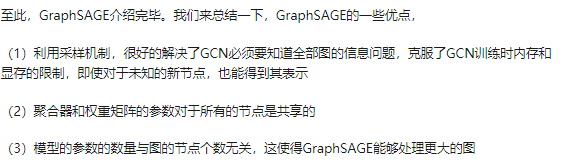 至此，GraphSAGE介绍完毕。我们来总结一下，GraphSAGE的一些优点，
（1）利用采样机制，很好的解决了GCN必须要知道全部图的信息问题，克服了GCN训练时内存和
显存的限制，即使对于未知的新节点，也能得到其表示
（2）聚合器和权重矩阵的参数对于所有的节点是共享的
（3）模型的参数的数量与图的节点个数无关，这使得GraphSAGE能够处理更大的图